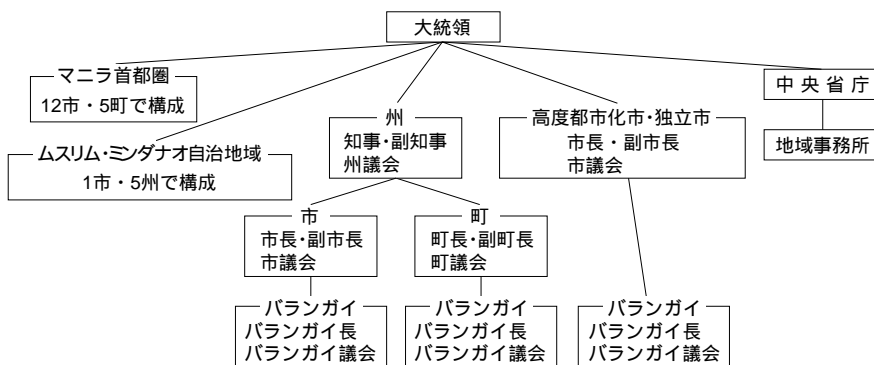 大統領
マニラ首都圏
12市・5町で構成
ムスリム・ミンダナオ自治地域
1市・5州で構成
州
知事・副知事
州議会
高度都市化市・独立市
市長・副市長
市議会
中央省庁
地域事務所
市
市長・副市長
市議会
町
町長・副町長
町議会
バランガイ
バランガイ長
バランガイ議会
バランガイ
バランガイ長
バランガイ議会
バランガイ
バランガイ長
バランガイ議会